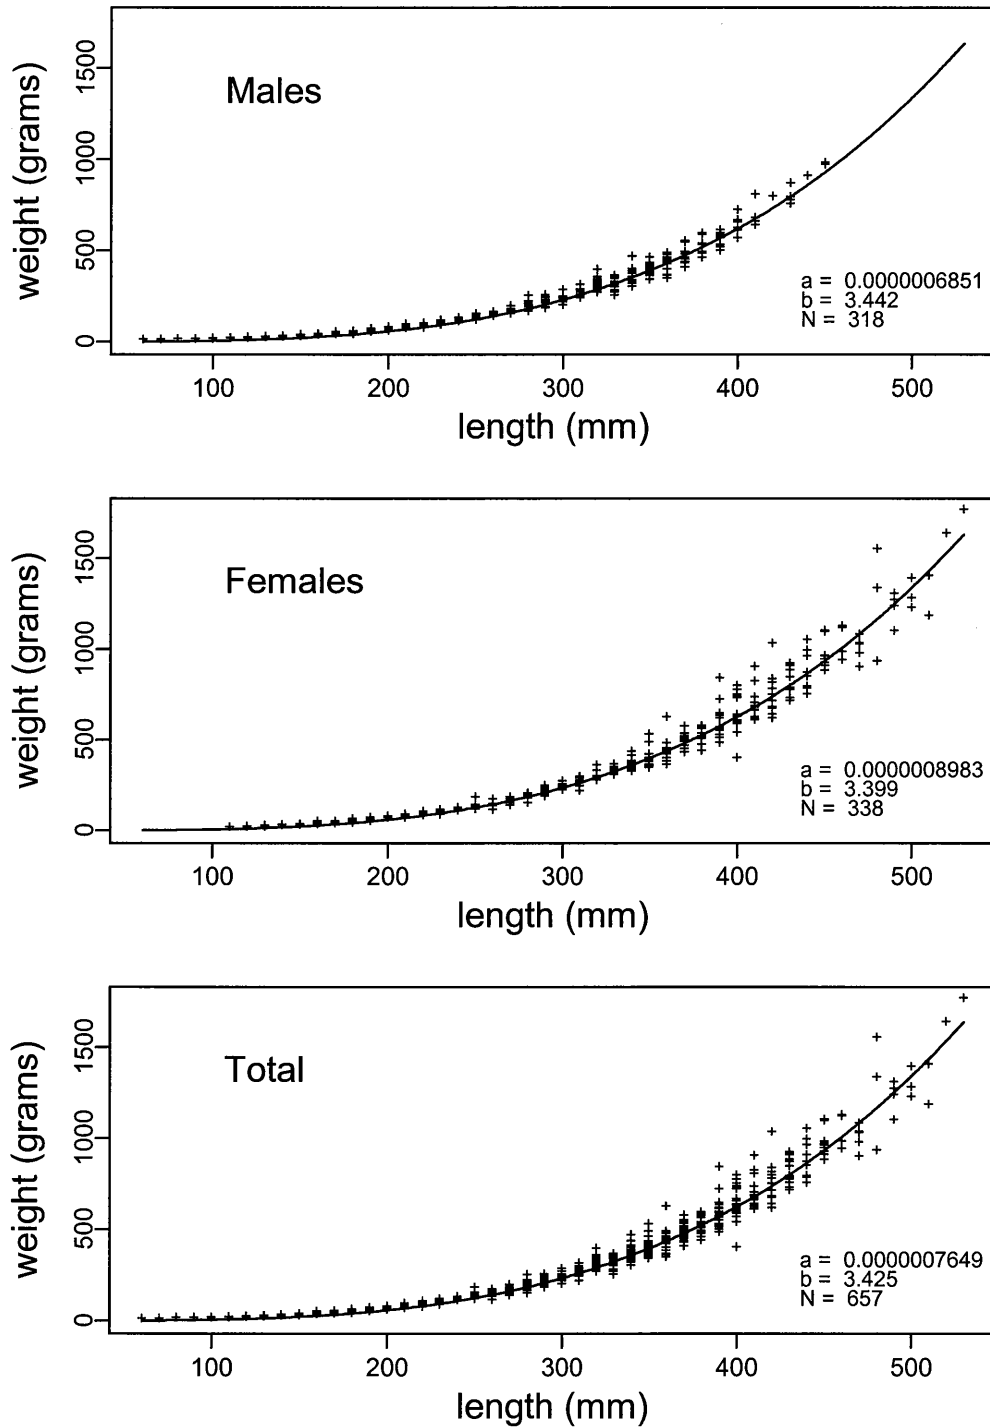 Males
weight (grams)
1500
1000
500
0
a = 0.0000006851
b = 3.442
N = 318
100 200 300 400 500
length (mm)
Females
weight (grams)
1500
1000
500
0
a = 0.0000008983
b = 3.399
N = 338
100 200 300 400 500
length (mm)
Total
weight (grams)
1500
1000
500
0
a = 0.0000007649
b = 3.425
N = 657
100 200 300 400 500
length (mm)